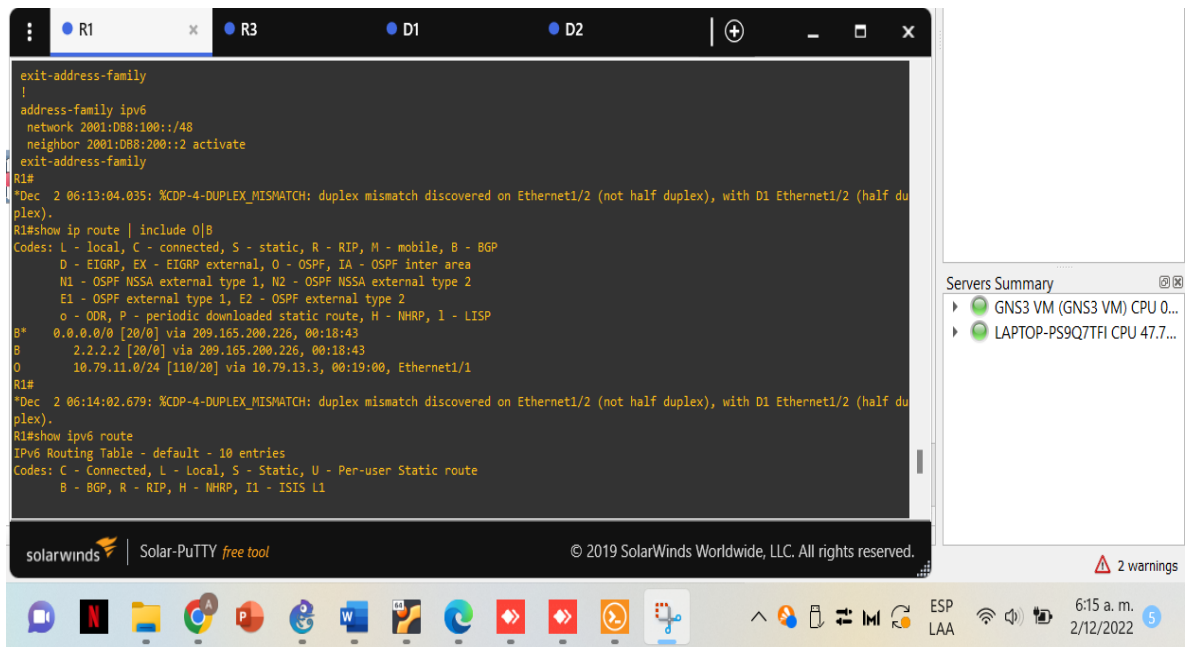 R1 × R3 D1 D2
exit-address-family
!
address-family ipv6
network 2001:DB8:100::/48
neighbor 2001:DB8:200::2 activate
exit-address-family
R1#
*Dec  2 06:13:04.035: %CDP-4-DUPLEX_MISMATCH: duplex mismatch discovered on Ethernet1/2 (not half duplex), with D1 Ethernet1/2 (half du
plex).
R1#show ip route | include O|B
Codes: L - local, C - connected, S - static, R - RIP, M - mobile, B - BGP
D - EIGRP, EX - EIGRP external, O - OSPF, IA - OSPF inter area
N1 - OSPF NSSA external type 1, N2 - OSPF NSSA external type 2
E1 - OSPF external type 1, E2 - OSPF external type 2
o - ODR, P - periodic downloaded static route, H - NHRP, l - LISP
B*    0.0.0.0/0 [20/0] via 209.165.200.226, 00:18:43
B        2.2.2.2 [20/0] via 209.165.200.226, 00:18:43
O        10.79.11.0/24 [110/20] via 10.79.13.3, 00:19:00, Ethernet1/1
R1#
*Dec  2 06:14:02.679: %CDP-4-DUPLEX_MISMATCH: duplex mismatch discovered on Ethernet1/2 (not half duplex), with D1 Ethernet1/2 (half du
plex).
R1#show ipv6 route
IPv6 Routing Table - default - 10 entries
Codes: C - Connected, L - Local, S - Static, U - Per-user Static route
B - BGP, R - RIP, H - NHRP, I1 - ISIS L1
solarwinds Solar-PuTTY free tool © 2019 SolarWinds Worldwide, LLC. All rights reserved.
Servers Summary
GNS3 VM (GNS3 VM) CPU 0...
LAPTOP-PS9Q7TFI CPU 47.7...
2 warnings
A N P W 64
ESP
LAA
6:15 a. m.
2/12/2022
5